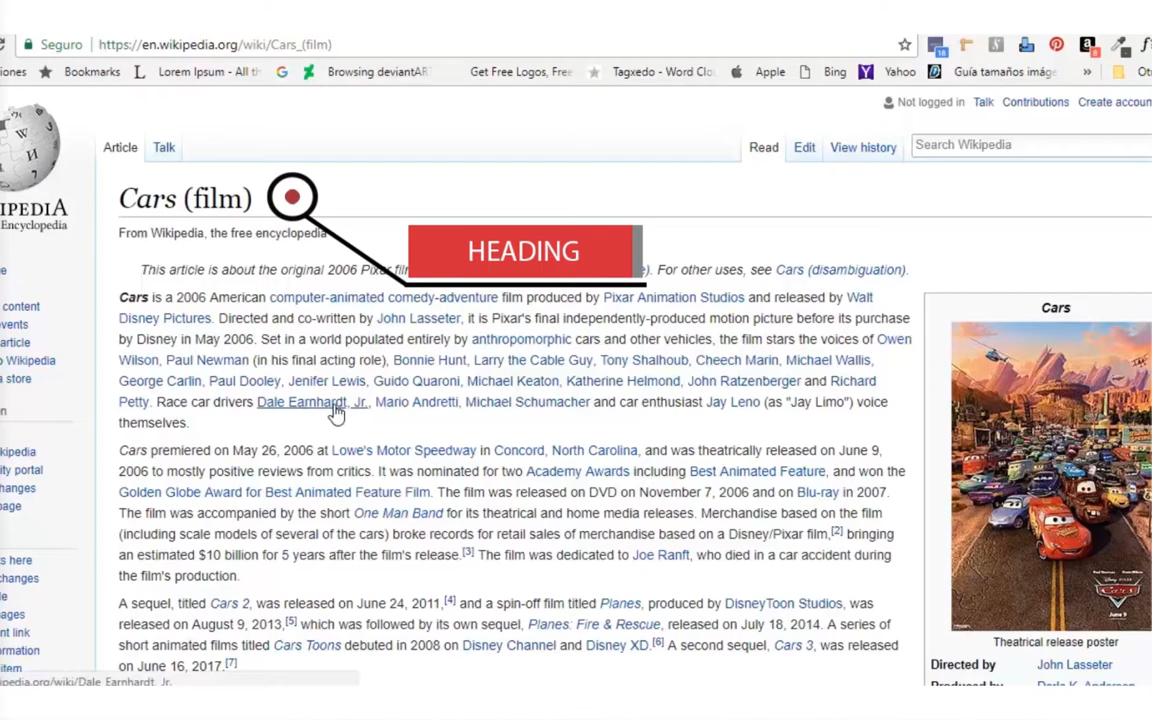 Seguro https://en.wikipedia.org/wiki/Cars_(film)
iones Bookmarks Lorem Ipsum - All th Browsing deviantART Get Free Logos, Free Tagxedo - Word Clou Apple Bing Yahoo Guía tamaños imáge » Otr
Not logged in Talk Contributions Create accoun
Article Talk Read Edit View history Search Wikipedia
IPEDIA
Encyclopedia
Cars (film)
From Wikipedia, the free encyclopedia
HEADING
This article is about the original 2006 Pixar film ). For other uses, see Cars (disambiguation).
Cars is a 2006 American computer-animated comedy-adventure film produced by Pixar Animation Studios and released by Walt
Disney Pictures. Directed and co-written by John Lasseter, it is Pixar's final independently-produced motion picture before its purchase
by Disney in May 2006. Set in a world populated entirely by anthropomorphic cars and other vehicles, the film stars the voices of Owen
Wilson, Paul Newman (in his final acting role), Bonnie Hunt, Larry the Cable Guy, Tony Shalhoub, Cheech Marin, Michael Wallis,
George Carlin, Paul Dooley, Jenifer Lewis, Guido Quaroni, Michael Keaton, Katherine Helmond, John Ratzenberger and Richard
Petty. Race car drivers Dale Earnhardt, Jr., Mario Andretti, Michael Schumacher and car enthusiast Jay Leno (as "Jay Limo") voice
themselves.
Cars premiered on May 26, 2006 at Lowe's Motor Speedway in Concord, North Carolina, and was theatrically released on June 9,
2006 to mostly positive reviews from critics. It was nominated for two Academy Awards including Best Animated Feature, and won the
Golden Globe Award for Best Animated Feature Film. The film was released on DVD on November 7, 2006 and on Blu-ray in 2007.
The film was accompanied by the short One Man Band for its theatrical and home media releases. Merchandise based on the film
(including scale models of several of the cars) broke records for retail sales of merchandise based on a Disney/Pixar film,[2] bringing
an estimated $10 billion for 5 years after the film's release.[3] The film was dedicated to Joe Ranft, who died in a car accident during
the film's production.
A sequel, titled Cars 2, was released on June 24, 2011,[4] and a spin-off film titled Planes, produced by DisneyToon Studios, was
released on August 9, 2013,[5] which was followed by its own sequel, Planes: Fire & Rescue, released on July 18, 2014. A series of
short animated films titled Cars Toons debuted in 2008 on Disney Channel and Disney XD.[6] A second sequel, Cars 3, was released
on June 16, 2017.[7]
Cars
Cars
June 9
Theatrical release poster
Directed by John Lasseter
Produced by Darla K. Anderson
e
content
events
article
o Wikipedia
a store
n
kipedia
ity portal
hanges
page
s here
changes
le
ages
ent link
ormation
item
pedia.org/wiki/Dale_Earnhardt,_Jr.